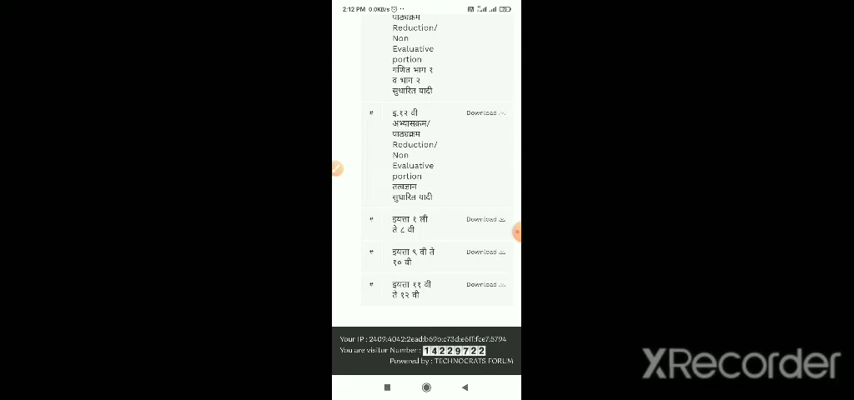 2:12 PM 0.0KB/s
पाठ्यक्रम
Reduction/
Non
Evaluative
portion
गणित भाग १
व भाग २
सुधारित यादी
# इ.१२ वी Download
अभ्यासक्रम/
पाठ्यक्रम
Reduction/
Non
Evaluative
portion
तत्वज्ञान
सुधारित यादी
# इयत्ता १ ली Download
ते ८ वी
# इयत्ता ९ वी ते Download
१० वी
# इयत्ता ११ वी Download
ते १२ वी
Your IP : 2409:4042:2ead:b69b:c73d:e6ff:fce7:5794
You are visitor Number : 14229722
Powered by : TECHNOCRATS FORUM
XRecorder